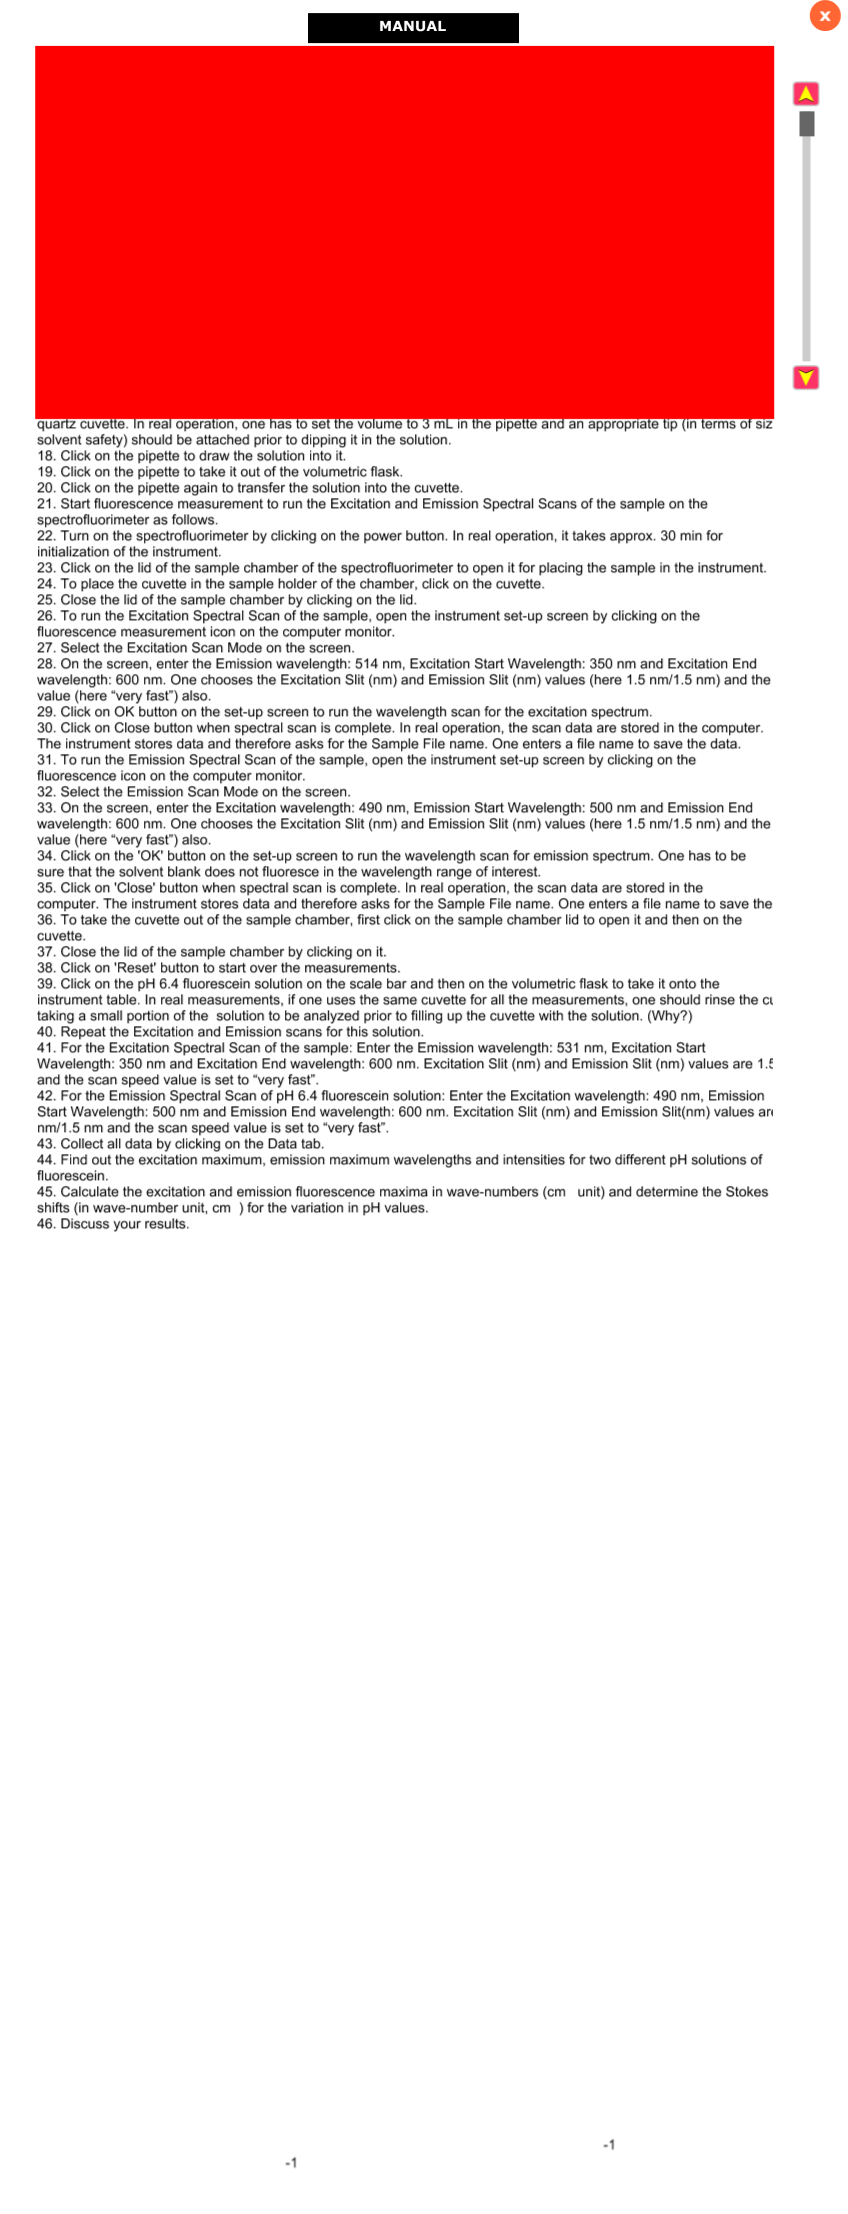 MANUAL
x
quartz cuvette. In real operation, one has to set the volume to 3 mL in the pipette and an appropriate tip (in terms of siz
solvent safety) should be attached prior to dipping it in the solution.
18. Click on the pipette to draw the solution into it.
19. Click on the pipette to take it out of the volumetric flask.
20. Click on the pipette again to transfer the solution into the cuvette.
21. Start fluorescence measurement to run the Excitation and Emission Spectral Scans of the sample on the
spectrofluorimeter as follows.
22. Turn on the spectrofluorimeter by clicking on the power button. In real operation, it takes approx. 30 min for
initialization of the instrument.
23. Click on the lid of the sample chamber of the spectrofluorimeter to open it for placing the sample in the instrument.
24. To place the cuvette in the sample holder of the chamber, click on the cuvette.
25. Close the lid of the sample chamber by clicking on the lid.
26. To run the Excitation Spectral Scan of the sample, open the instrument set-up screen by clicking on the
fluorescence measurement icon on the computer monitor.
27. Select the Excitation Scan Mode on the screen.
28. On the screen, enter the Emission wavelength: 514 nm, Excitation Start Wavelength: 350 nm and Excitation End
wavelength: 600 nm. One chooses the Excitation Slit (nm) and Emission Slit (nm) values (here 1.5 nm/1.5 nm) and the
value (here “very fast”) also.
29. Click on OK button on the set-up screen to run the wavelength scan for the excitation spectrum.
30. Click on Close button when spectral scan is complete. In real operation, the scan data are stored in the computer.
The instrument stores data and therefore asks for the Sample File name. One enters a file name to save the data.
31. To run the Emission Spectral Scan of the sample, open the instrument set-up screen by clicking on the
fluorescence icon on the computer monitor.
32. Select the Emission Scan Mode on the screen.
33. On the screen, enter the Excitation wavelength: 490 nm, Emission Start Wavelength: 500 nm and Emission End
wavelength: 600 nm. One chooses the Excitation Slit (nm) and Emission Slit (nm) values (here 1.5 nm/1.5 nm) and the
value (here “very fast”) also.
34. Click on the 'OK' button on the set-up screen to run the wavelength scan for emission spectrum. One has to be
sure that the solvent blank does not fluoresce in the wavelength range of interest.
35. Click on 'Close' button when spectral scan is complete. In real operation, the scan data are stored in the
computer. The instrument stores data and therefore asks for the Sample File name. One enters a file name to save the
36. To take the cuvette out of the sample chamber, first click on the sample chamber lid to open it and then on the
cuvette.
37. Close the lid of the sample chamber by clicking on it.
38. Click on 'Reset' button to start over the measurements.
39. Click on the pH 6.4 fluorescein solution on the scale bar and then on the volumetric flask to take it onto the
instrument table. In real measurements, if one uses the same cuvette for all the measurements, one should rinse the cu
taking a small portion of the solution to be analyzed prior to filling up the cuvette with the solution. (Why?)
40. Repeat the Excitation and Emission scans for this solution.
41. For the Excitation Spectral Scan of the sample: Enter the Emission wavelength: 531 nm, Excitation Start
Wavelength: 350 nm and Excitation End wavelength: 600 nm. Excitation Slit (nm) and Emission Slit (nm) values are 1.5
and the scan speed value is set to “very fast”.
42. For the Emission Spectral Scan of pH 6.4 fluorescein solution: Enter the Excitation wavelength: 490 nm, Emission
Start Wavelength: 500 nm and Emission End wavelength: 600 nm. Excitation Slit (nm) and Emission Slit(nm) values are
nm/1.5 nm and the scan speed value is set to “very fast”.
43. Collect all data by clicking on the Data tab.
44. Find out the excitation maximum, emission maximum wavelengths and intensities for two different pH solutions of
fluorescein.
45. Calculate the excitation and emission fluorescence maxima in wave-numbers (cm unit) and determine the Stokes
shifts (in wave-number unit, cm ) for the variation in pH values.
46. Discuss your results.
-1
-1